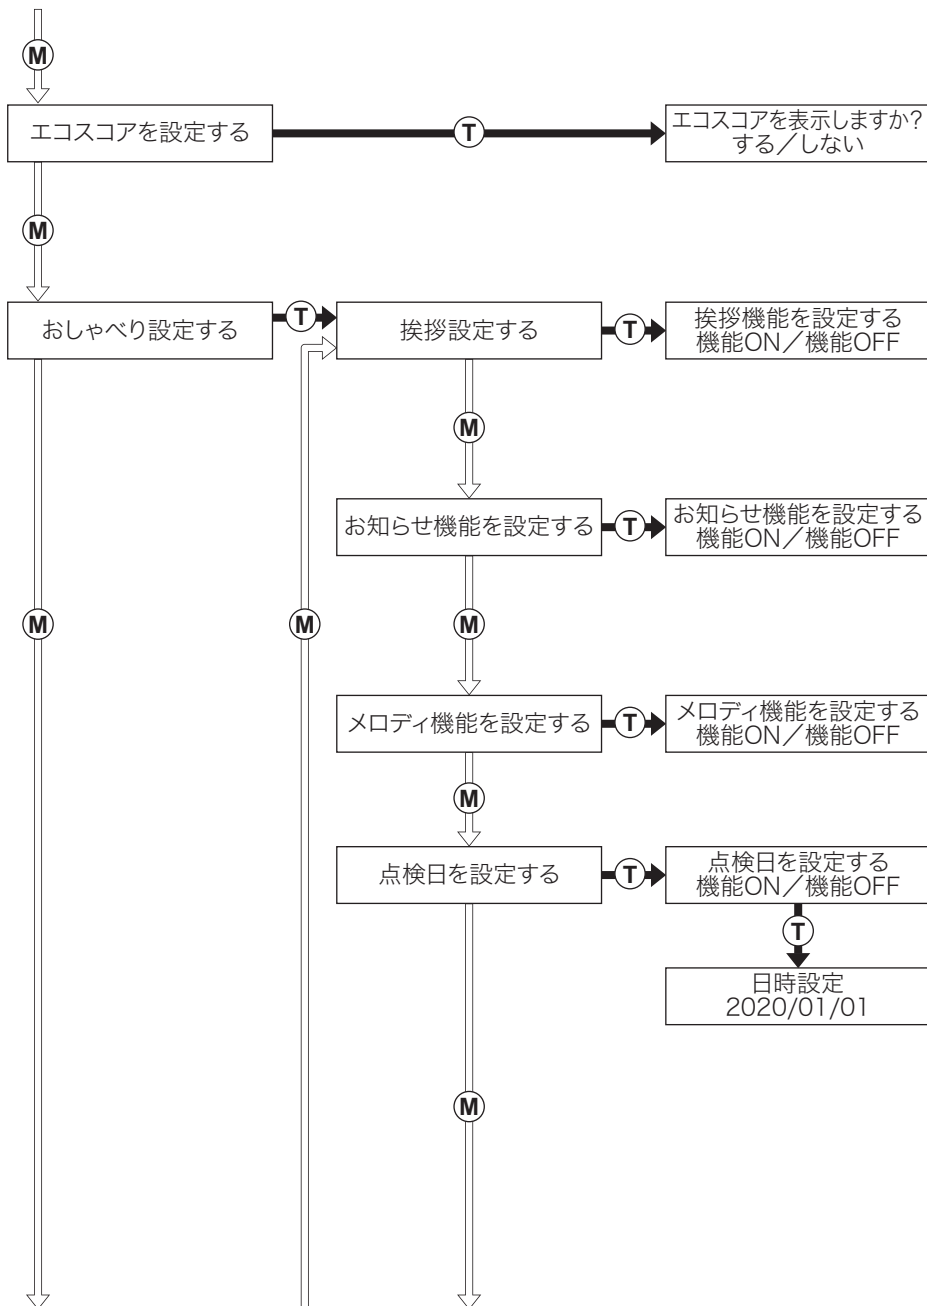 M
エコスコアを設定する
T
エコスコアを表示しますか?
する／しない
M
おしゃべり設定する
T
挨拶設定する
T
挨拶機能を設定する
機能ON／機能OFF
M
お知らせ機能を設定する
T
お知らせ機能を設定する
機能ON／機能OFF
M
M
M
メロディ機能を設定する
T
メロディ機能を設定する
機能ON／機能OFF
M
点検日を設定する
T
点検日を設定する
機能ON／機能OFF
T
日時設定
2020/01/01
M